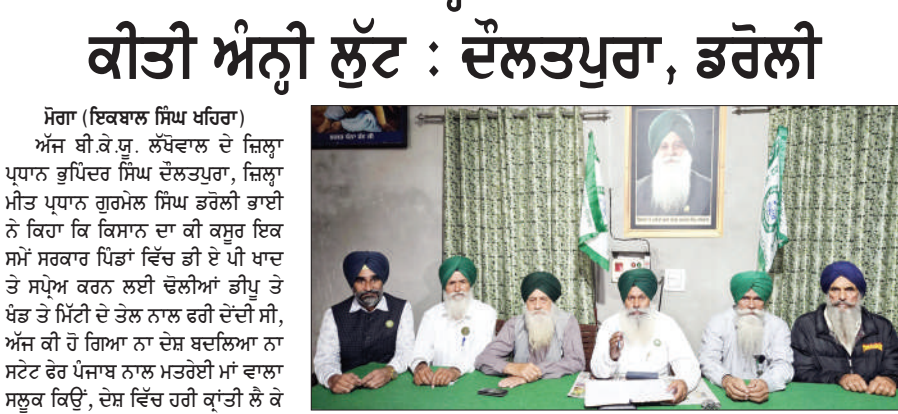 ਕੀਤੀ ਅੰਨ੍ਹੀ ਲੁੱਟ : ਦੌਲਤਪੁਰਾ, ਡਰੋਲੀ
ਮੋਗਾ (ਇਕਬਾਲ ਸਿੰਘ ਖਹਿਰਾ)
ਅੱਜ ਬੀ.ਕੇ.ਯੂ. ਲੱਖੋਵਾਲ ਦੇ ਜ਼ਿਲ੍ਹਾ
ਪ੍ਰਧਾਨ ਭੁਪਿੰਦਰ ਸਿੰਘ ਦੌਲਤਪੁਰਾ, ਜ਼ਿਲ੍ਹਾ
ਮੀਤ ਪ੍ਰਧਾਨ ਗੁਰਮੇਲ ਸਿੰਘ ਡਰੋਲੀ ਭਾਈ
ਨੇ ਕਿਹਾ ਕਿ ਕਿਸਾਨ ਦਾ ਕੀ ਕਸੂਰ ਇਕ
ਸਮੇਂ ਸਰਕਾਰ ਪਿੰਡਾਂ ਵਿੱਚ ਡੀ ਏ ਪੀ ਖਾਦ
ਤੇ ਸਪ੍ਰੇਅ ਕਰਨ ਲਈ ਢੋਲੀਆਂ ਡੀਪੂ ਤੇ
ਖੰਡ ਤੇ ਮਿੱਟੀ ਦੇ ਤੇਲ ਨਾਲ ਫਰੀ ਦੇਂਦੀ ਸੀ,
ਅੱਜ ਕੀ ਹੋ ਗਿਆ ਨਾ ਦੇਸ਼ ਬਦਲਿਆ ਨਾ
ਸਟੇਟ ਫੇਰ ਪੰਜਾਬ ਨਾਲ ਮਤਰੇਈ ਮਾਂ ਵਾਲਾ
ਸਲੂਕ ਕਿਉਂ, ਦੇਸ਼ ਵਿੱਚ ਹਰੀ ਕ੍ਰਾਂਤੀ ਲੈ ਕੇ